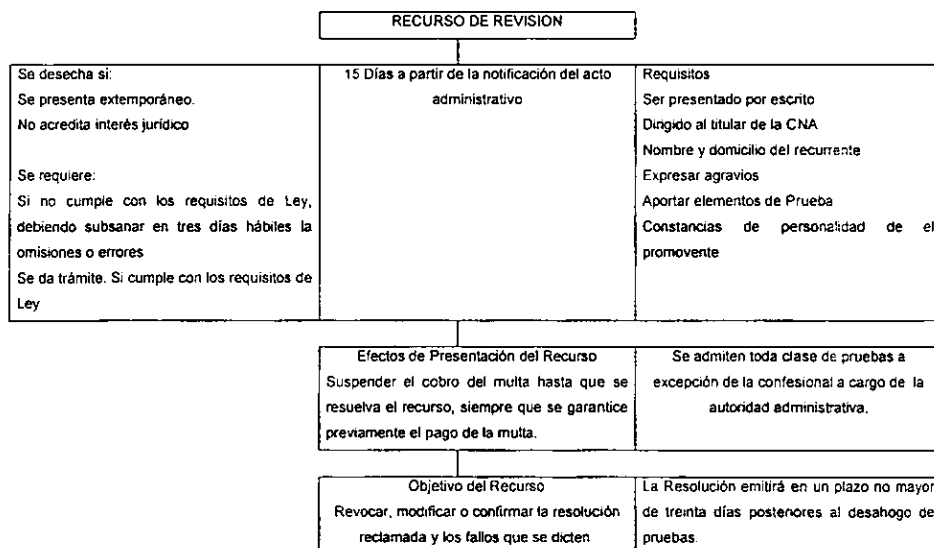 RECURSO DE REVISION
Se desecha si:
Se presenta extemporáneo.
No acredita interés jurídico
Se requiere:
Si no cumple con los requisitos de Ley,
debiendo subsanar en tres días hábiles la
omisiones o errores
Se da trámite. Si cumple con los requisitos de
Ley
15 Días a partir de la notificación del acto
administrativo
Requisitos
Ser presentado por escrito
Dirigido al titular de la CNA
Nombre y domicilio del recurrente
Expresar agravios
Aportar elementos de Prueba
Constancias de personalidad de el
promovente
Efectos de Presentación del Recurso
Suspender el cobro del multa hasta que se
resuelva el recurso, siempre que se garantice
previamente el pago de la multa.
Se admiten toda clase de pruebas a
excepción de la confesional a cargo de la
autoridad administrativa.
Objetivo del Recurso
Revocar, modificar o confirmar la resolución
reclamada y los fallos que se dicten
La Resolución emitirá en un plazo no mayor
de treinta días posteriores al desahogo de
pruebas.